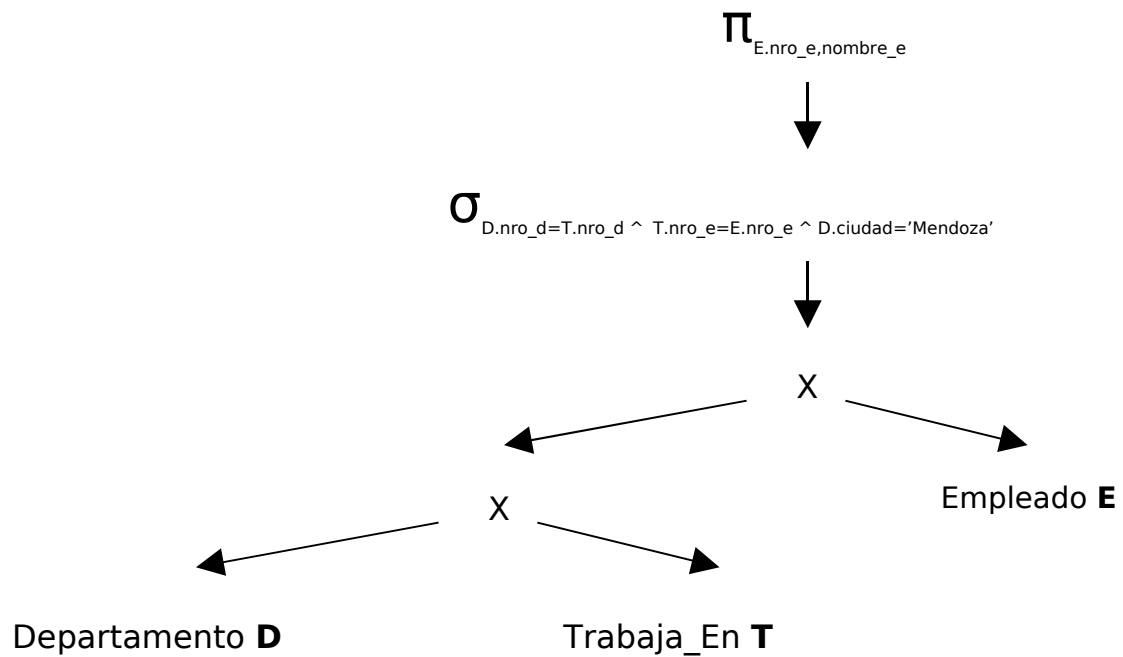 π E.nro_e,nombre_e
σ D.nro_d=T.nro_d ^ T.nro_e=E.nro_e ^ D.ciudad=’Mendoza’
X
X
Empleado E
Departamento D
Trabaja_En T